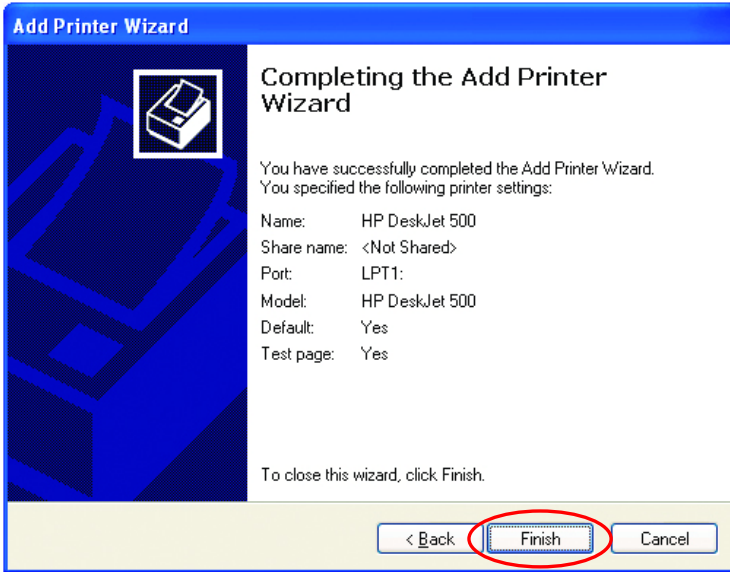 Add Printer Wizard
Completing the Add Printer
Wizard
You have successfully completed the Add Printer Wizard.
You specified the following printer settings:
Name: HP DeskJet 500
Share name: <Not Shared>
Port: LPT1:
Model: HP DeskJet 500
Default: Yes
Test page: Yes
To close this wizard, click Finish.
< Back Finish Cancel